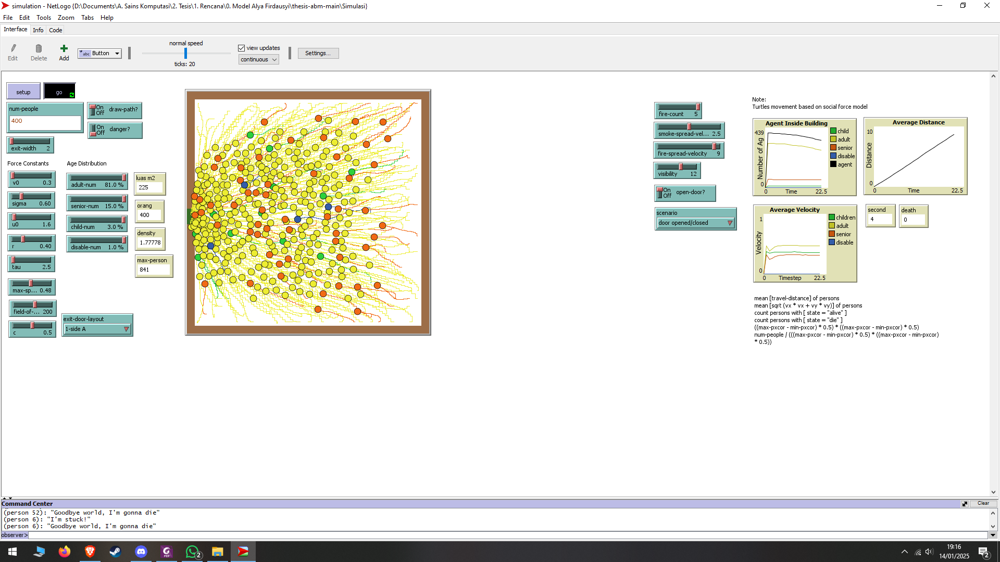 simulation - NetLogo {D:\Documents\A. Sains Komputasi\2. Tesis\1. Rencana\0. Model Alya Firdausyi\thesis-abm-main\Simulasi}
File Edit Tools Zoom Tabs Help
Interface Info Code
normal speed
ticks: 20
Edit Delete Add
abc Button
view updates
continuous
Settings...
setup
go
num-people
400
On
Off
draw-path?
On
Off
danger?
exit-width 2
Force Constants
v0 0.3
sigma 0.60
u0 1.6
r 0.40
tau 2.5
max-sp... 0.48
field-of-... 200
c 0.5
Age Distribution
adult-num 81.0 %
senior-num 15.0 %
child-num 3.0 %
disable-num 1.0 %
luas m2
225
orang
400
density
1.77778
max-person
841
exit-door-layout
1-side A
fire-count 5
smoke-spread-vel... 2.5
fire-spread-velocity 9
visibility 12
On
Off
open-door?
scenario
door opened/closed
Note:
Turtles movement based on social force model
Agent Inside Building
439
Number of Ag
0
0 Time 22.5
child
adult
senior
disable
agent
Average Distance
10
Distance
0
0 Time 22.5
Average Velocity
1
Velocity
0
0 Timestep 22.5
children
adult
senior
disable
second
4
death
0
mean [travel-distance] of persons
mean [sqrt (vx * vx + vy * vy)] of persons
count persons with [ state = "alive" ]
count persons with [ state = "die" ]
((max-pxcor - min-pxcor) * 0.5) * ((max-pxcor - min-pxcor) * 0.5)
num-people / (((max-pxcor - min-pxcor) * 0.5) * ((max-pxcor - min-pxcor)
* 0.5))
Command Center
Clear
(person 52): "Goodbye world, I'm gonna die"
(person 6): "I'm stuck!"
(person 6): "Goodbye world, I'm gonna die"
observer>
PDF
2
19:16
14/01/2025
2